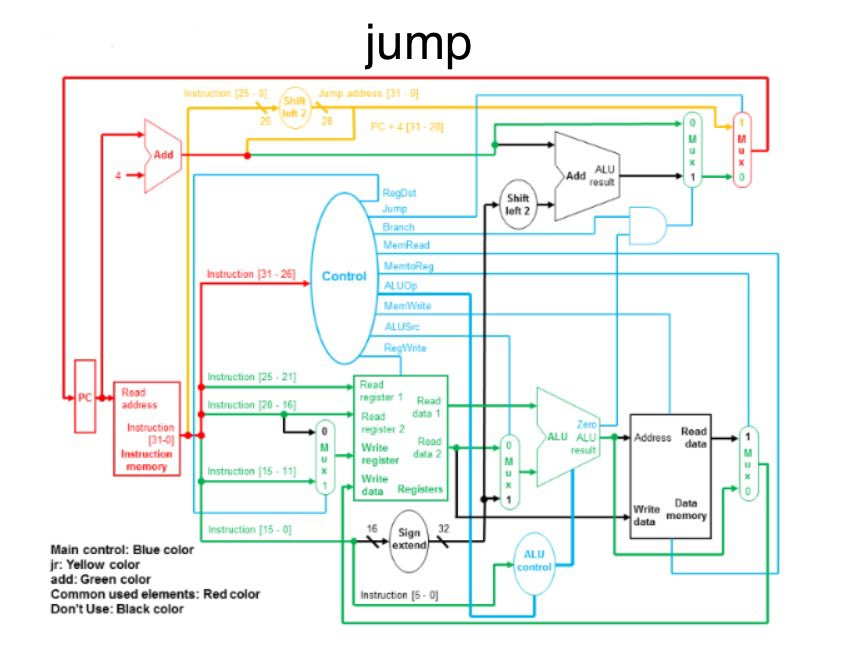 jump
Instruction [25 - 0]
Shift
left 2
Jump address [31 - 0]
26
28
PC + 4 [31 - 28]
Add
4
0
M
u
x
1
1
M
u
x
0
Add
ALU
result
Shift
left 2
RegDst
Jump
Branch
MemRead
MemtoReg
ALUOp
MemWrite
ALUSrc
RegWrite
Control
Instruction [31 - 26]
Instruction [25 - 21]
Instruction [20 - 16]
Instruction [15 - 11]
Instruction [15 - 0]
PC
Read
address
Instruction
[31-0]
Instruction
memory
0
M
u
x
1
Read
register 1
Read
register 2
Write
register
Write
data
Read
data 1
Read
data 2
Registers
0
M
u
x
1
Zero
ALU
ALU
result
Address
Read
data
Write
data
Data
memory
1
M
u
x
0
16
Sign
extend
32
ALU
control
Instruction [5 - 0]
Main control: Blue color
jr: Yellow color
add: Green color
Common used elements: Red color
Don't Use: Black color